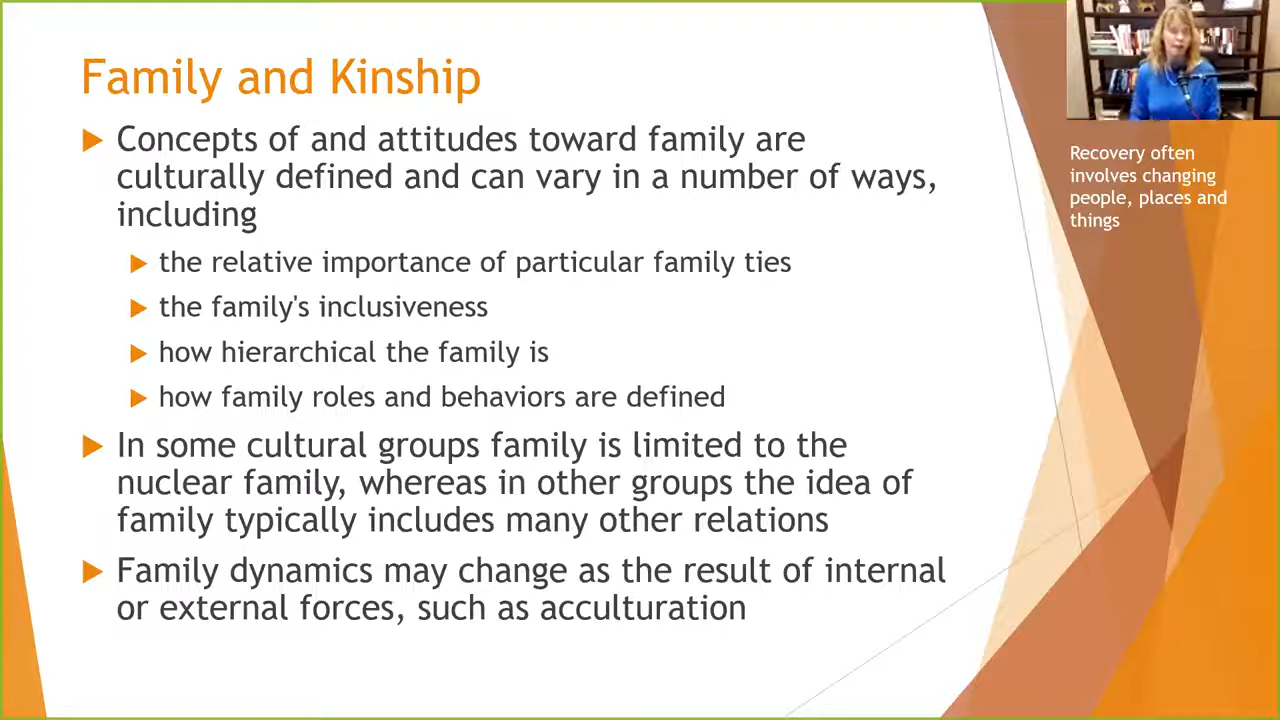 Family and Kinship
Concepts of and attitudes toward family are
culturally defined and can vary in a number of ways,
including
the relative importance of particular family ties
the family's inclusiveness
how hierarchical the family is
how family roles and behaviors are defined
In some cultural groups family is limited to the
nuclear family, whereas in other groups the idea of
family typically includes many other relations
Family dynamics may change as the result of internal
or external forces, such as acculturation
Recovery often
involves changing
people, places and
things